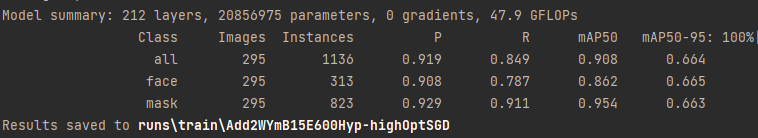 Model summary: 212 layers, 20856975 parameters, 0 gradients, 47.9 GFLOPs
Class Images Instances P R mAP50 mAP50-95: 100%
all 295 1136 0.919 0.849 0.908 0.664
face 295 313 0.908 0.787 0.862 0.665
mask 295 823 0.929 0.911 0.954 0.663
Results saved to runs\train\Add2WYmB15E600Hyp-highOptSGD